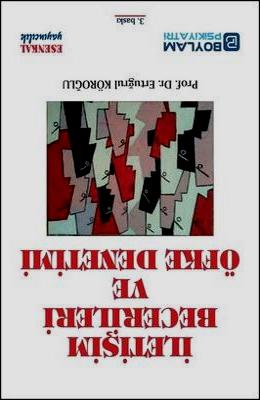 İLETİŞİM
BECERİLERİ
VE
ÖFKE DENETİMİ
Prof. Dr. Ertuğrul KÖROĞLU
3. baskı
BOYLAM
PSİKİYATRİ
ESENKAL
yayıncılık